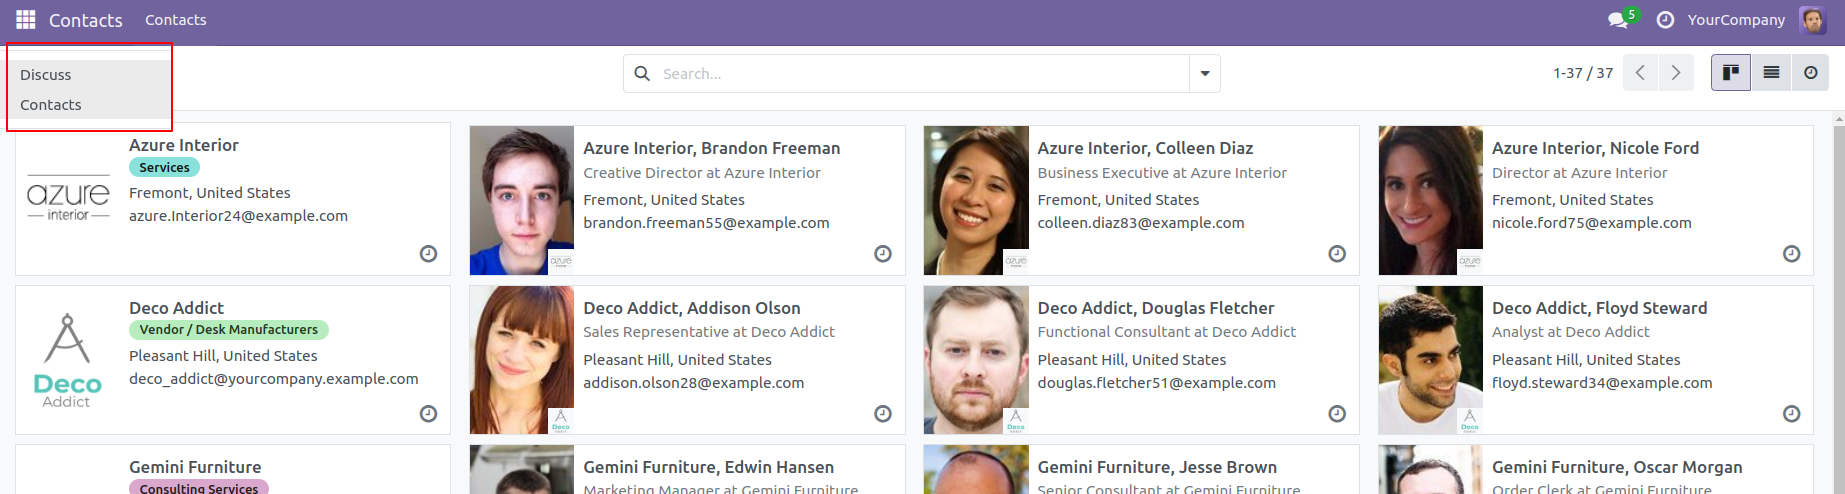 Contacts Contacts 5 YourCompany
Discuss
Contacts
Search...
1-37 / 37
azure
interior
Azure Interior
Services
Fremont, United States
azure.Interior24@example.com
Azure Interior, Brandon Freeman
Creative Director at Azure Interior
Fremont, United States
brandon.freeman55@example.com
azure
Azure Interior, Colleen Diaz
Business Executive at Azure Interior
Fremont, United States
colleen.diaz83@example.com
azure
Azure Interior, Nicole Ford
Director at Azure Interior
Fremont, United States
nicole.ford75@example.com
azure
Deco
Addict
Deco Addict
Vendor / Desk Manufacturers
Pleasant Hill, United States
deco_addict@yourcompany.example.com
Deco Addict, Addison Olson
Sales Representative at Deco Addict
Pleasant Hill, United States
addison.olson28@example.com
Deco
Deco Addict, Douglas Fletcher
Functional Consultant at Deco Addict
Pleasant Hill, United States
douglas.fletcher51@example.com
Deco
Deco Addict, Floyd Steward
Analyst at Deco Addict
Pleasant Hill, United States
floyd.steward34@example.com
Deco
Gemini Furniture
Consulting Services
Gemini Furniture, Edwin Hansen
Marketing Manager at Gemini Furniture
Gemini Furniture, Jesse Brown
Senior Consultant at Gemini Furniture
Gemini Furniture, Oscar Morgan
Order Clerk at Gemini Furniture